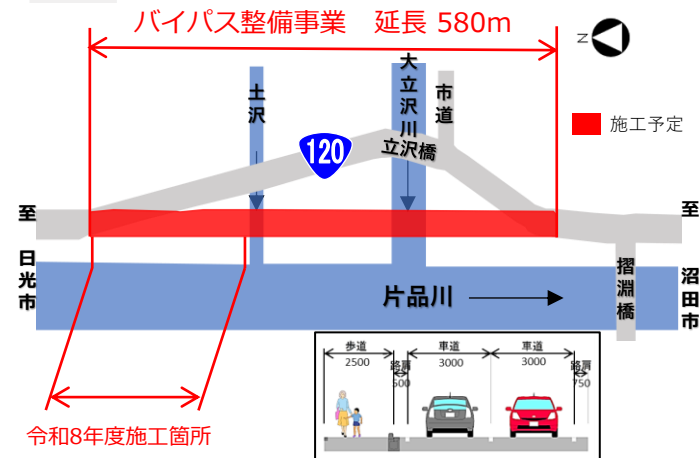 バイパス整備事業 延長 580m
N
土沢
大立沢川
市道
立沢橋
120
施工予定
至
日光市
至
沼田市
片品川
摺淵橋
令和8年度施工箇所
歩道
2500
路肩
500
車道
3000
車道
3000
路肩
750